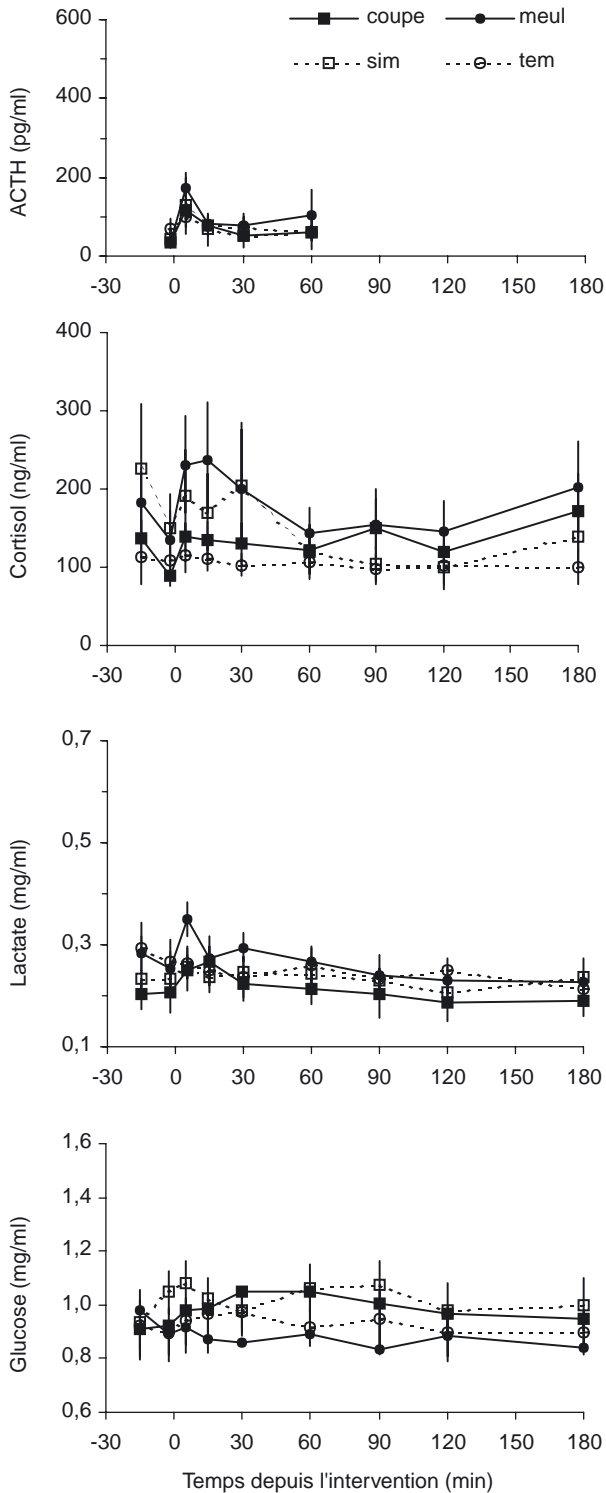 coupe meul
sim tem
ACTH (pg/ml)
600
400
200
0
-30 0 30 60 90 120 150 180
Cortisol (ng/ml)
400
300
200
100
0
-30 0 30 60 90 120 150 180
Lactate (mg/ml)
0,7
0,5
0,3
0,1
-30 0 30 60 90 120 150 180
Glucose (mg/ml)
1,6
1,4
1,2
1,0
0,8
0,6
-30 0 30 60 90 120 150 180
Temps depuis l'intervention (min)